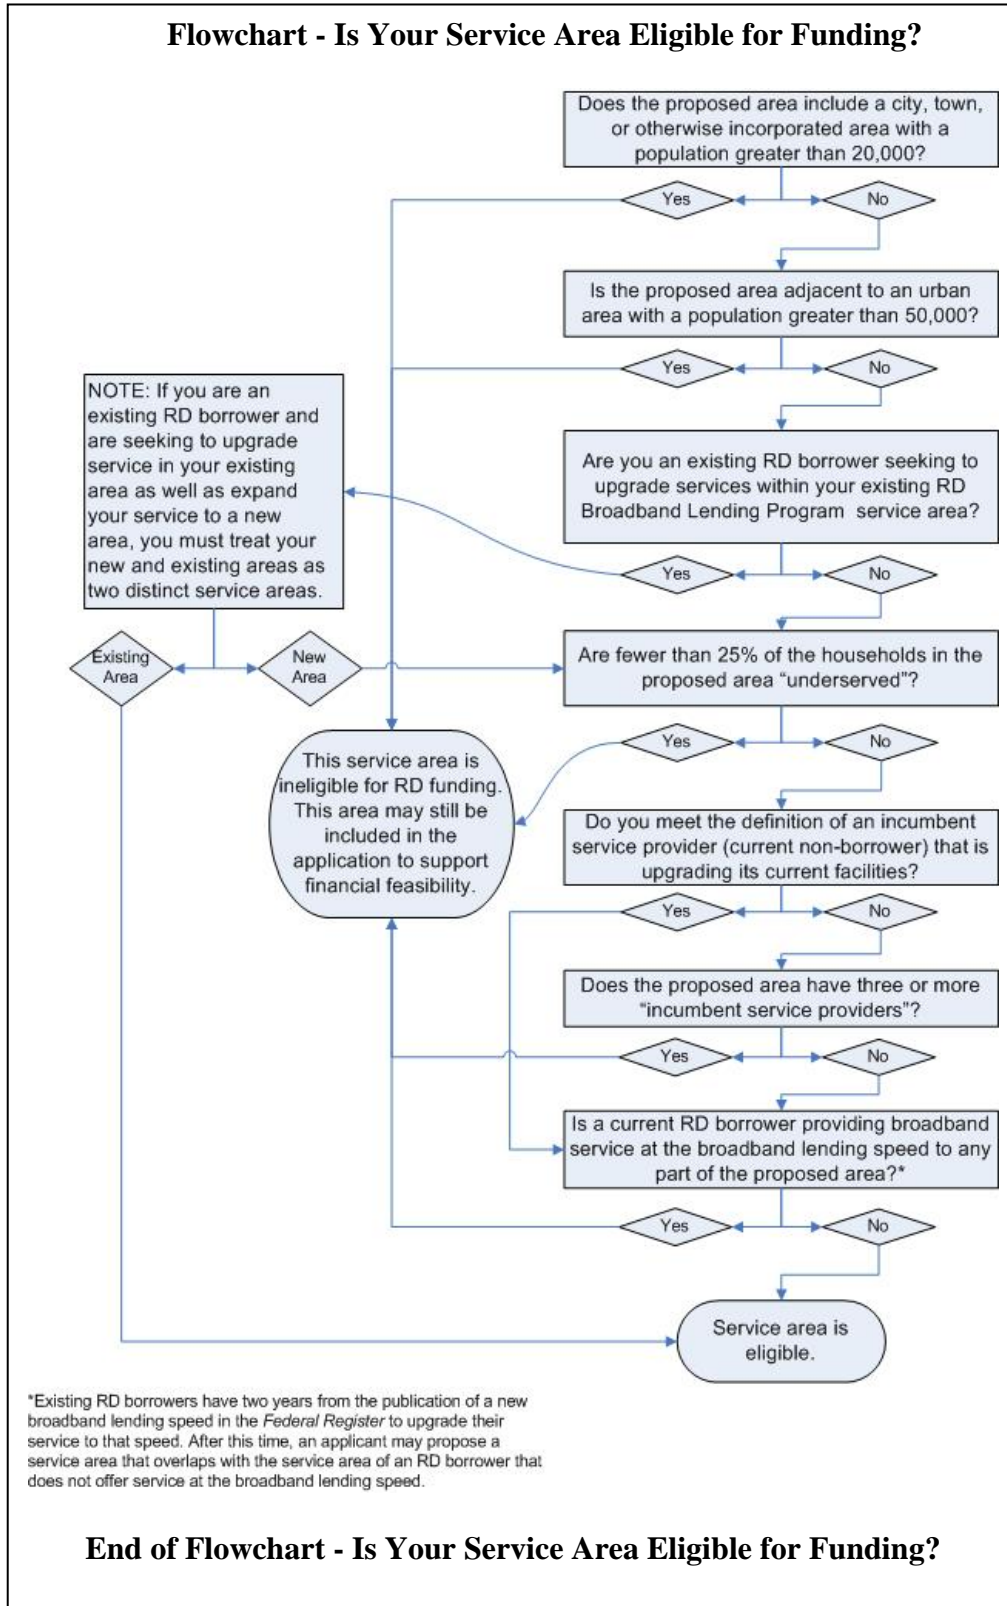 Flowchart - Is Your Service Area Eligible for Funding?
Does the proposed area include a city, town,
or otherwise incorporated area with a
population greater than 20,000?
Yes
No
Is the proposed area adjacent to an urban
area with a population greater than 50,000?
Yes
No
NOTE: If you are an
existing RD borrower and
are seeking to upgrade
service in your existing
area as well as expand
your service to a new
area, you must treat your
new and existing areas as
two distinct service areas.
Are you an existing RD borrower seeking to
upgrade services within your existing RD
Broadband Lending Program service area?
Yes
No
Existing
Area
New
Area
Are fewer than 25% of the households in the
proposed area “underserved”?
Yes
No
This service area is
ineligible for RD funding.
This area may still be
included in the
application to support
financial feasibility.
Do you meet the definition of an incumbent
service provider (current non-borrower) that is
upgrading its current facilities?
Yes
No
Does the proposed area have three or more
“incumbent service providers”?
Yes
No
Is a current RD borrower providing broadband
service at the broadband lending speed to any
part of the proposed area?*
Yes
No
Service area is
eligible.
*Existing RD borrowers have two years from the publication of a new
broadband lending speed in the Federal Register to upgrade their
service to that speed. After this time, an applicant may propose a
service area that overlaps with the service area of an RD borrower that
does not offer service at the broadband lending speed.
End of Flowchart - Is Your Service Area Eligible for Funding?